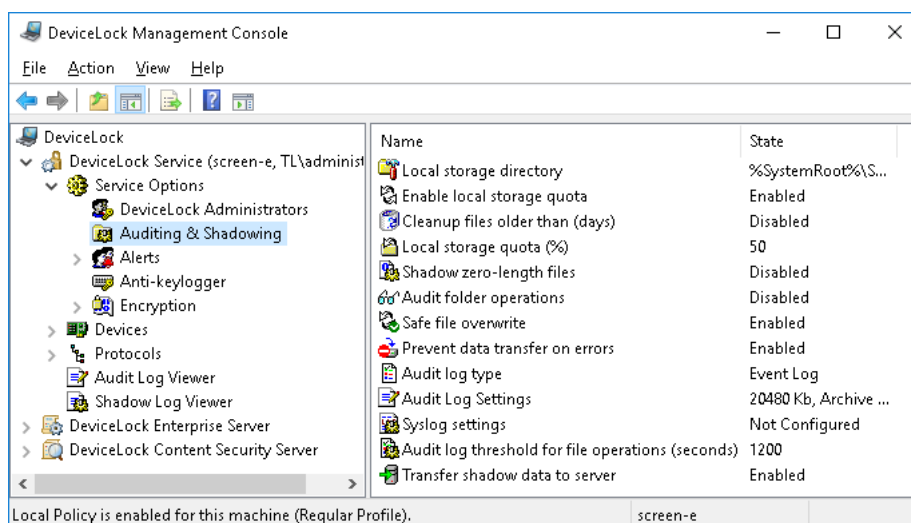 DeviceLock Management Console
File Action View Help
DeviceLock
DeviceLock Service (screen-e, TL\administ
Service Options
DeviceLock Administrators
Auditing & Shadowing
Alerts
Anti-keylogger
Encryption
Devices
Protocols
Audit Log Viewer
Shadow Log Viewer
DeviceLock Enterprise Server
DeviceLock Content Security Server
Name State
Local storage directory %SystemRoot%\S...
Enable local storage quota Enabled
Cleanup files older than (days) Disabled
Local storage quota (%) 50
Shadow zero-length files Disabled
Audit folder operations Disabled
Safe file overwrite Enabled
Prevent data transfer on errors Enabled
Audit log type Event Log
Audit Log Settings 20480 Kb, Archive ...
Syslog settings Not Configured
Audit log threshold for file operations (seconds) 1200
Transfer shadow data to server Enabled
Local Policy is enabled for this machine (Regular Profile). screen-e